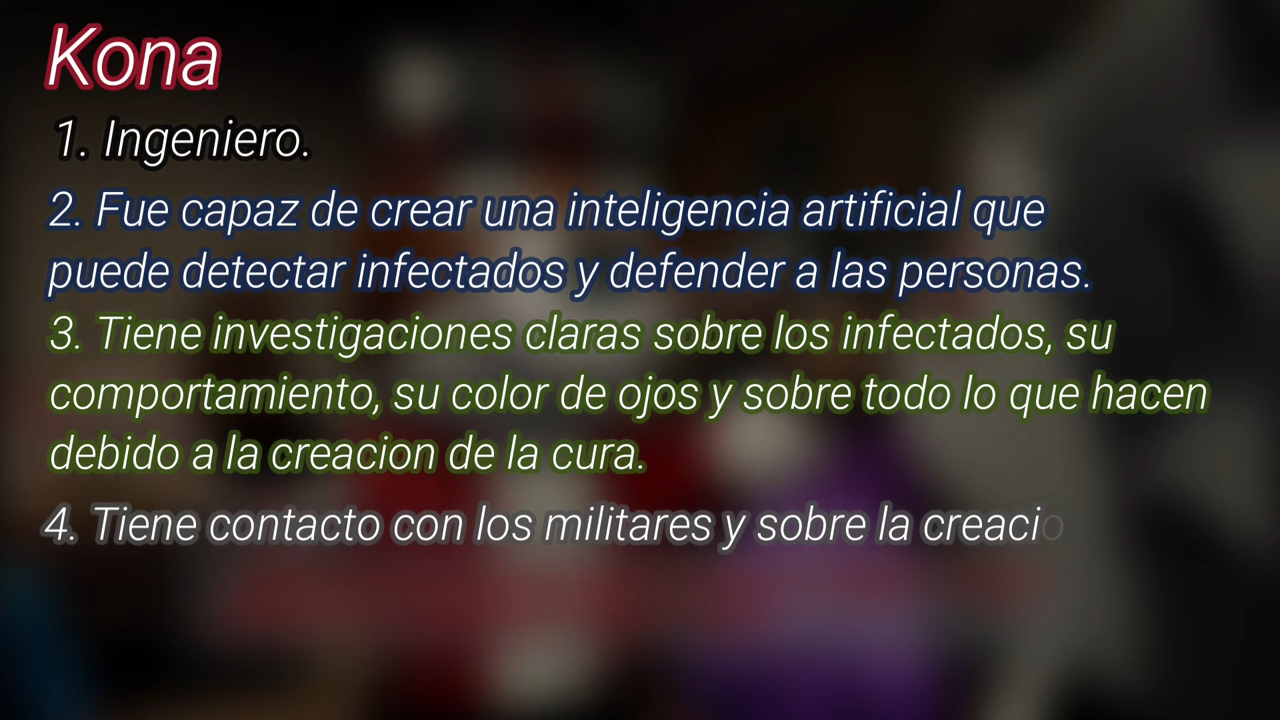 Kona
1. Ingeniero.
2. Fue capaz de crear una inteligencia artificial que
puede detectar infectados y defender a las personas.
3. Tiene investigaciones claras sobre los infectados, su
comportamiento, su color de ojos y sobre todo lo que hacen
debido a la creacion de la cura.
4. Tiene contacto con los militares y sobre la creacio